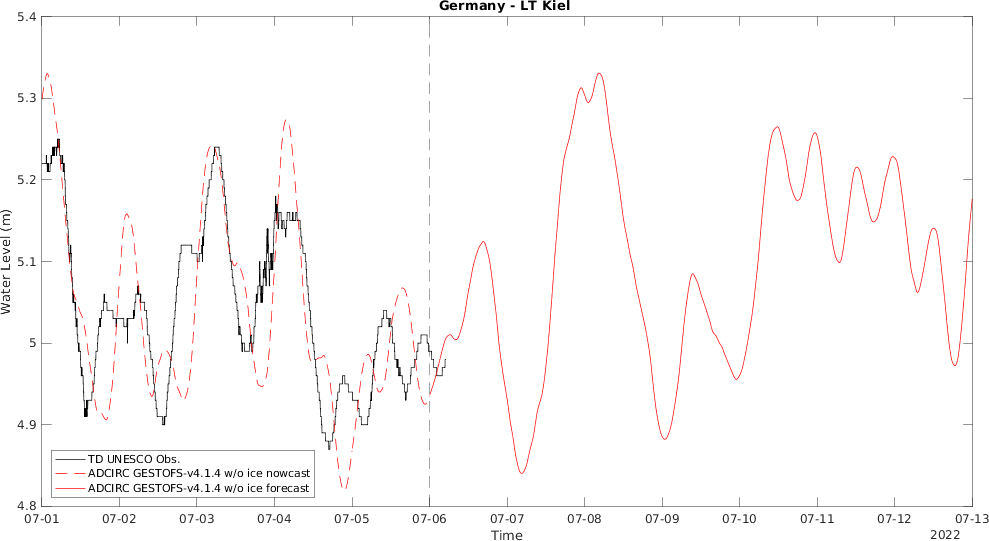 Germany - LT Kiel
5.4
5.3
5.2
5.1
5
4.9
4.8
Water Level (m)
TD UNESCO Obs.
ADCIRC GESTOFS-v4.1.4 w/o ice nowcast
ADCIRC GESTOFS-v4.1.4 w/o ice forecast
07-01 07-02 07-03 07-04 07-05 07-06 07-07 07-08 07-09 07-10 07-11 07-12 07-13
Time
2022